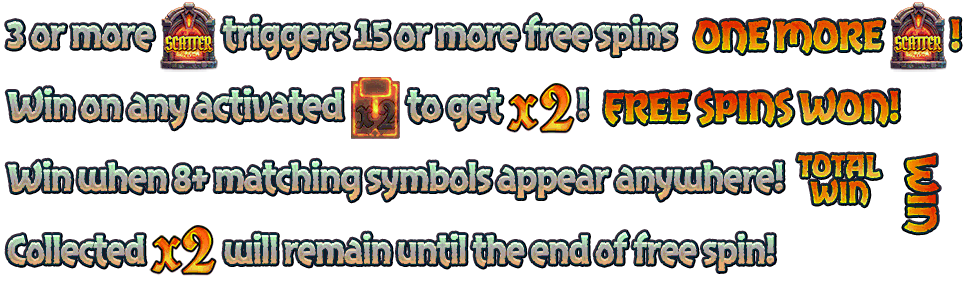 3 or more SCATTER triggers 15 or more free spins
ONE MORE SCATTER !
Win on any activated x2 to get x2!
FREE SPINS WON!
Win when 8+ matching symbols appear anywhere!
TOTAL
WIN
WIN
Collected x2 will remain until the end of free spin!